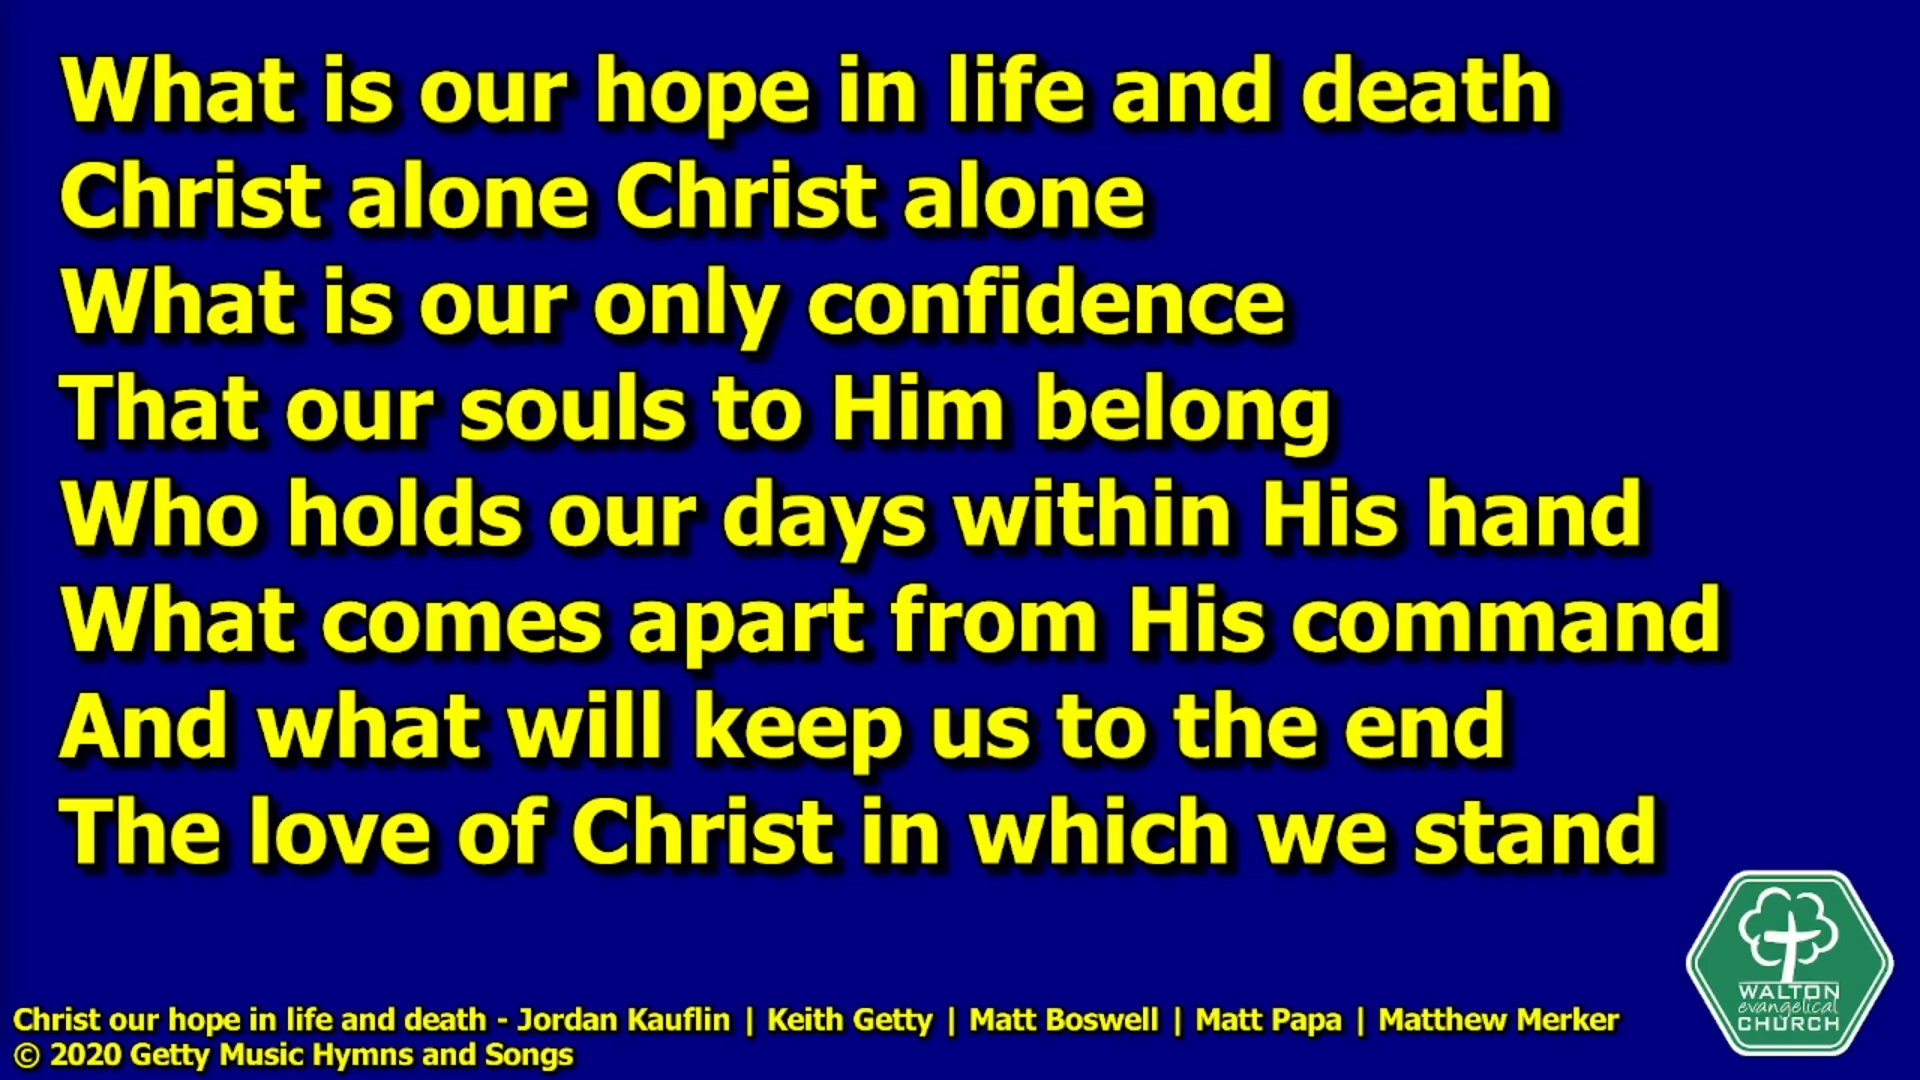 What is our hope in life and death
Christ alone Christ alone
What is our only confidence
That our souls to Him belong
Who holds our days within His hand
What comes apart from His command
And what will keep us to the end
The love of Christ in which we stand
WALTON
evangelical
CHURCH
Christ our hope in life and death - Jordan Kauflin | Keith Getty | Matt Boswell | Matt Papa | Matthew Merker
© 2020 Getty Music Hymns and Songs